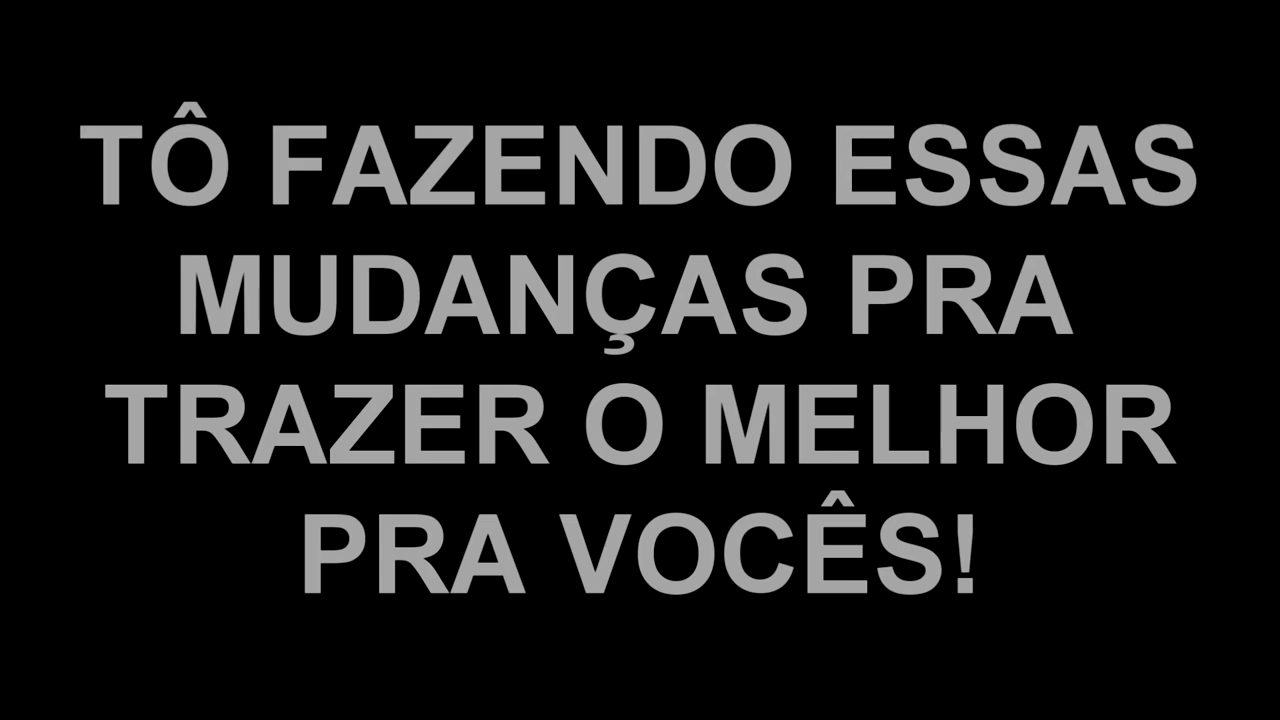 TÔ FAZENDO ESSAS
MUDANÇAS PRA
TRAZER O MELHOR
PRA VOCÊS!